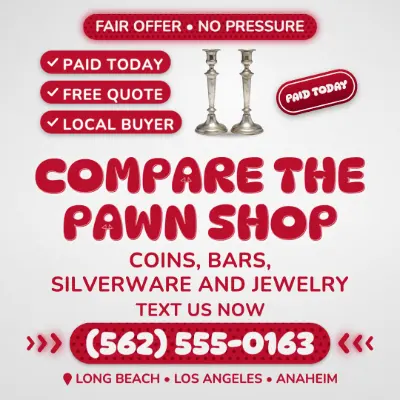 FAIR OFFER • NO PRESSURE
✓ PAID TODAY
✓ FREE QUOTE
✓ LOCAL BUYER
PAID TODAY
COMPARE THE
PAWN SHOP
COINS, BARS,
SILVERWARE AND JEWELRY
TEXT US NOW
(562) 555-0163
LONG BEACH • LOS ANGELES • ANAHEIM